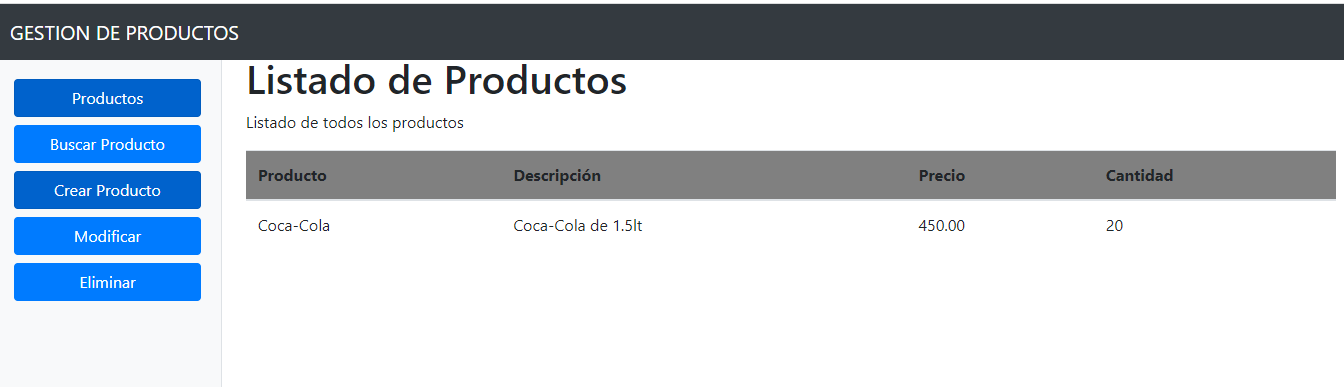 GESTION DE PRODUCTOS
Productos
Buscar Producto
Crear Producto
Modificar
Eliminar
Listado de Productos
Listado de todos los productos
Producto Descripción Precio Cantidad
Coca-Cola Coca-Cola de 1.5lt 450.00 20